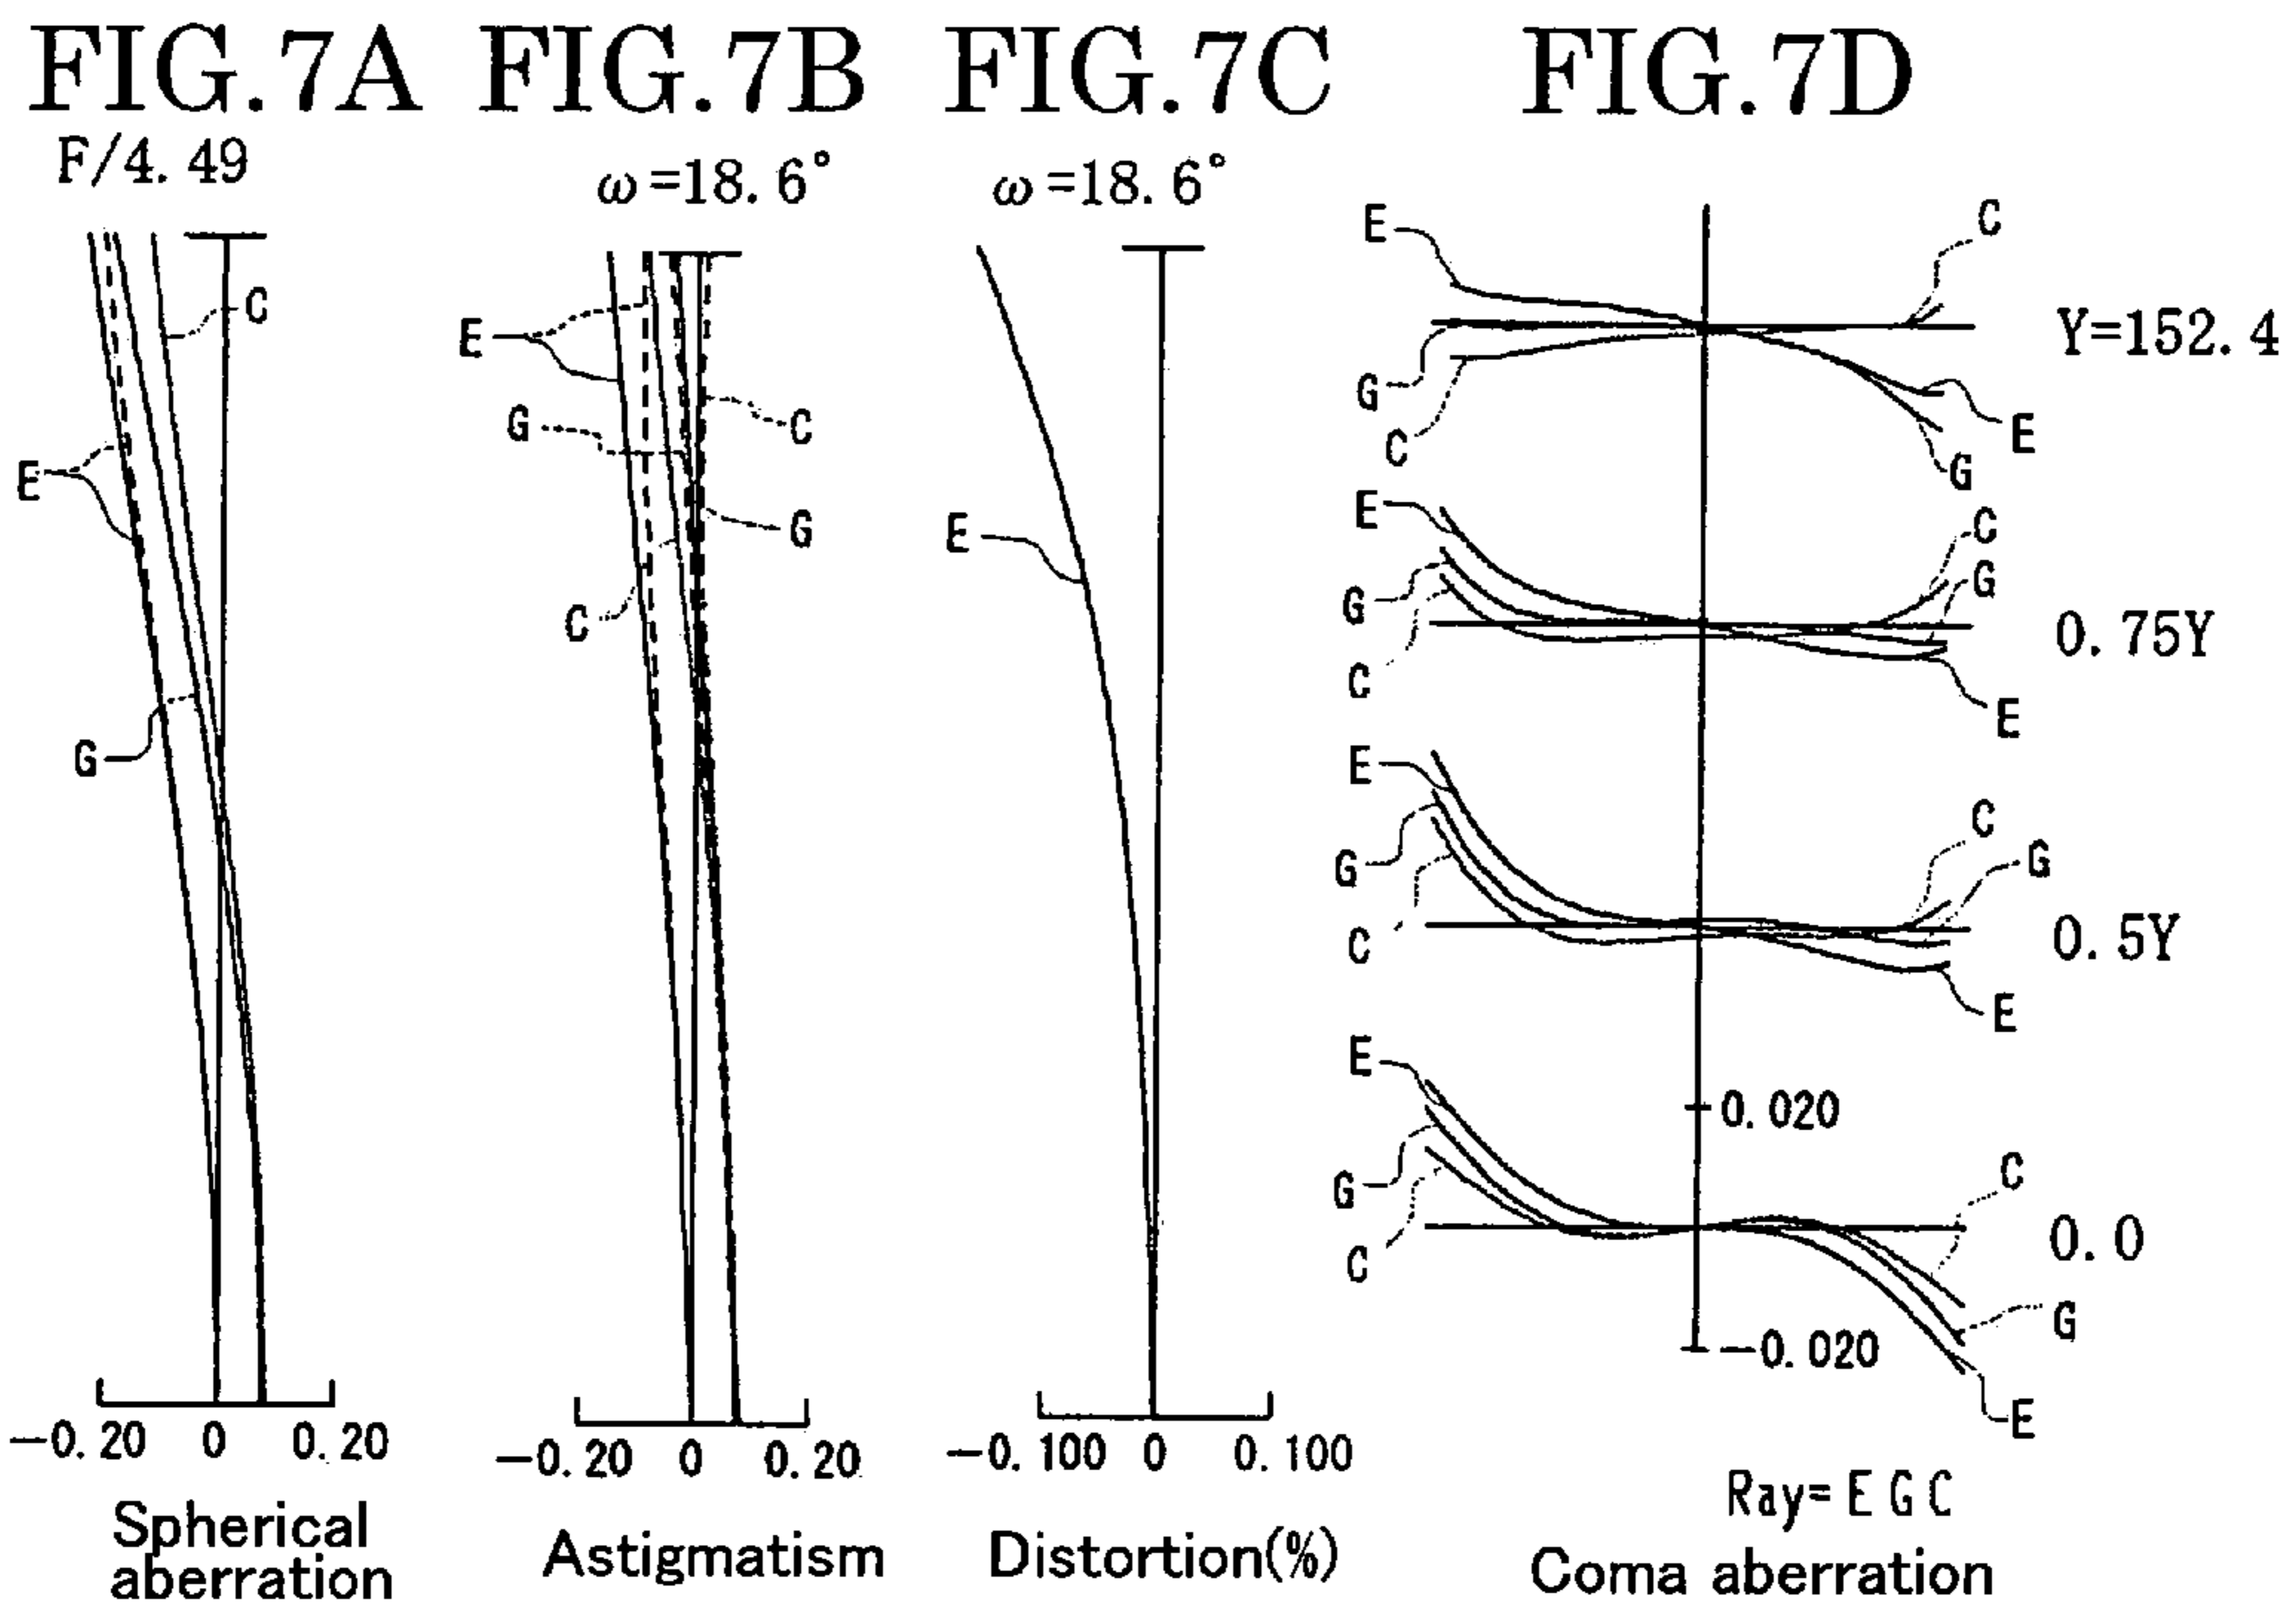 FIG.7A
F/4.49
C
E
G
-0.20 0 0.20
Spherical
aberration
FIG.7B
ω=18.6°
E
G
C
G
C
-0.20 0 0.20
Astigmatism
FIG.7C
ω=18.6°
E
-0.100 0 0.100
Distortion(%)
FIG.7D
E
C
Y=152.4
G
C
E
G
E
C
G
G
0.75Y
C
E
E
C
G
G
0.5Y
C
E
E
0.020
C
G
0.0
C
G
-0.020
E
Ray= E G C
Coma aberration